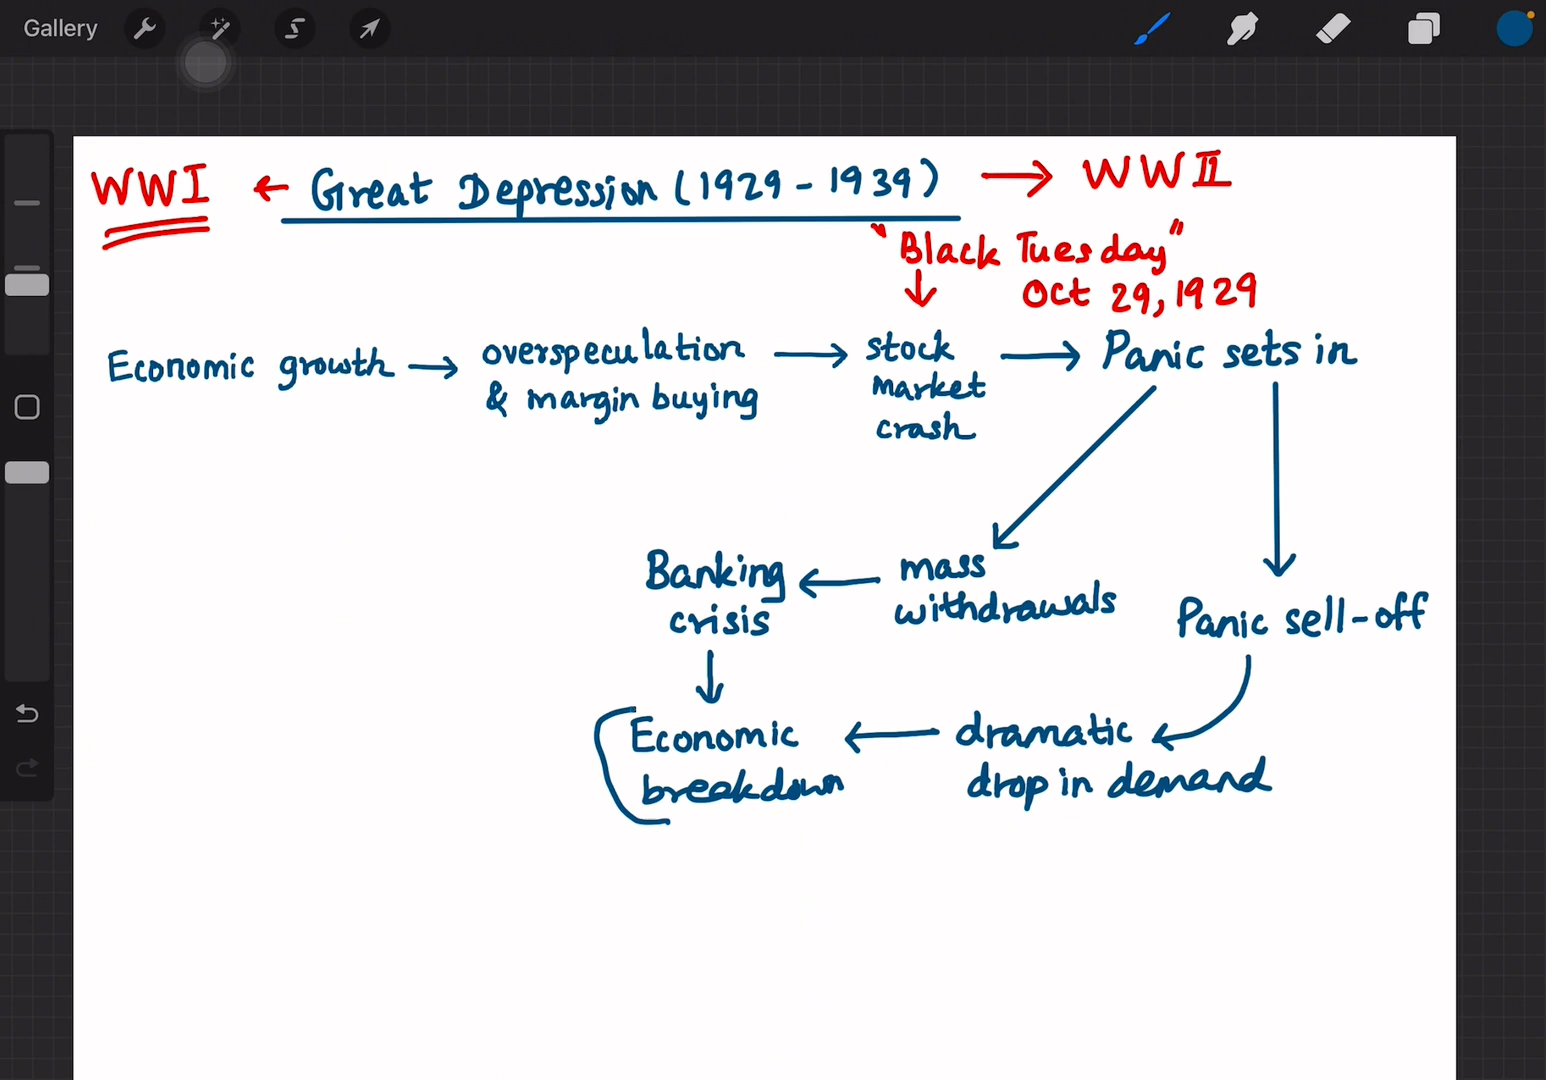 Gallery
WWI ← Great Depression (1929 - 1939) → WWII
"Black Tuesday"
↓ Oct 29, 1929
Economic growth → overspeculation → stock → Panic sets in
& margin buying market
crash
Banking ← mass
crisis withdrawals Panic sell-off
↓
Economic ← dramatic
breakdown drop in demand